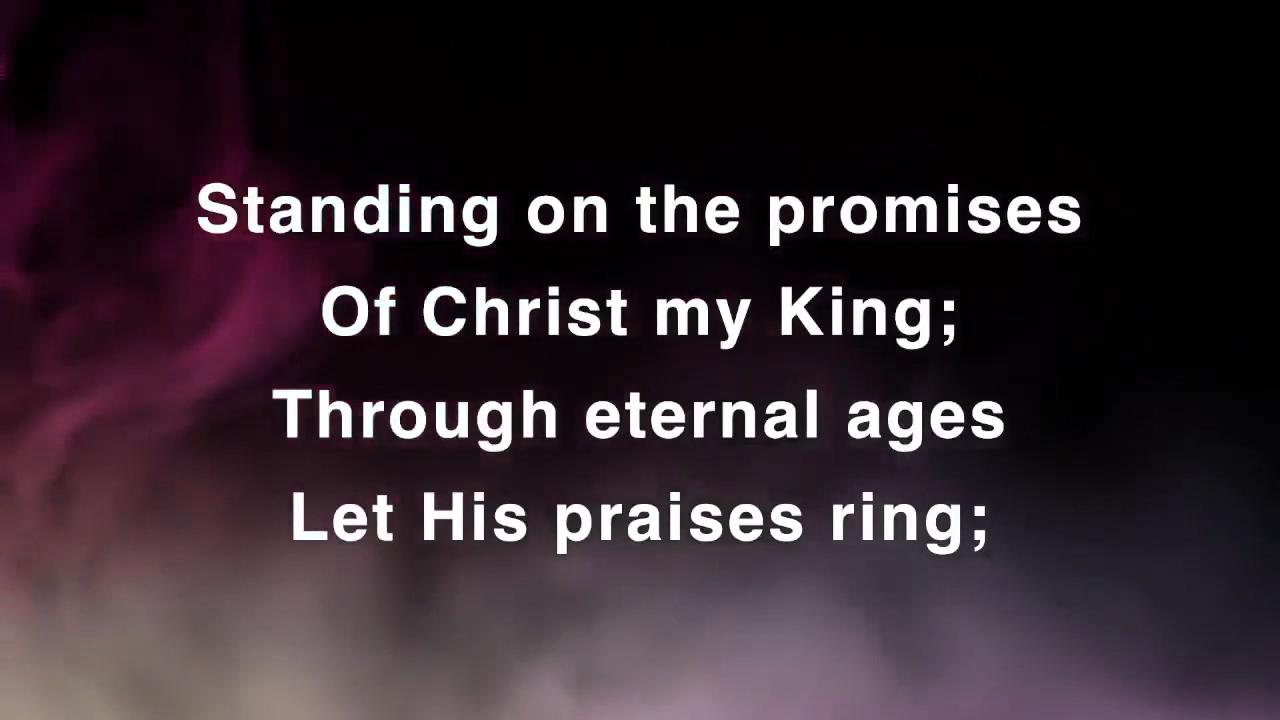 Standing on the promises
Of Christ my King;
Through eternal ages
Let His praises ring;